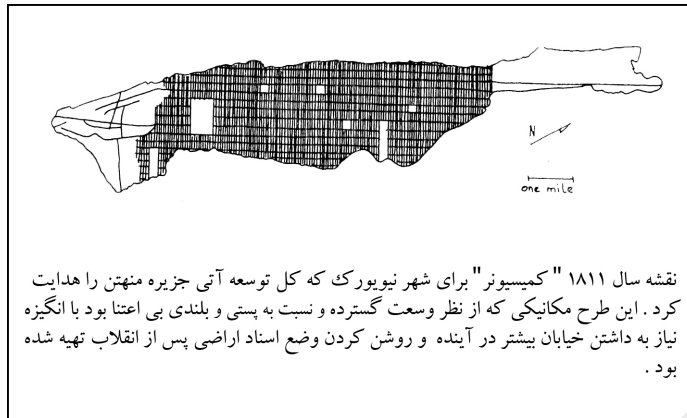 N
one mile
نقشه سال ۱۸۱۱ " کمیسیونر" برای شهر نیویورك که کل توسعه آتی جزیره منهتن را هدایت
کرد . این طرح مکانیکی که از نظر وسعت گسترده و نسبت به پستی و بلندی بی اعتنا بود با انگیزه
نیاز به داشتن خیابان بیشتر در آینده و روشن کردن وضع اسناد اراضی پس از انقلاب تهیه شده
بود .